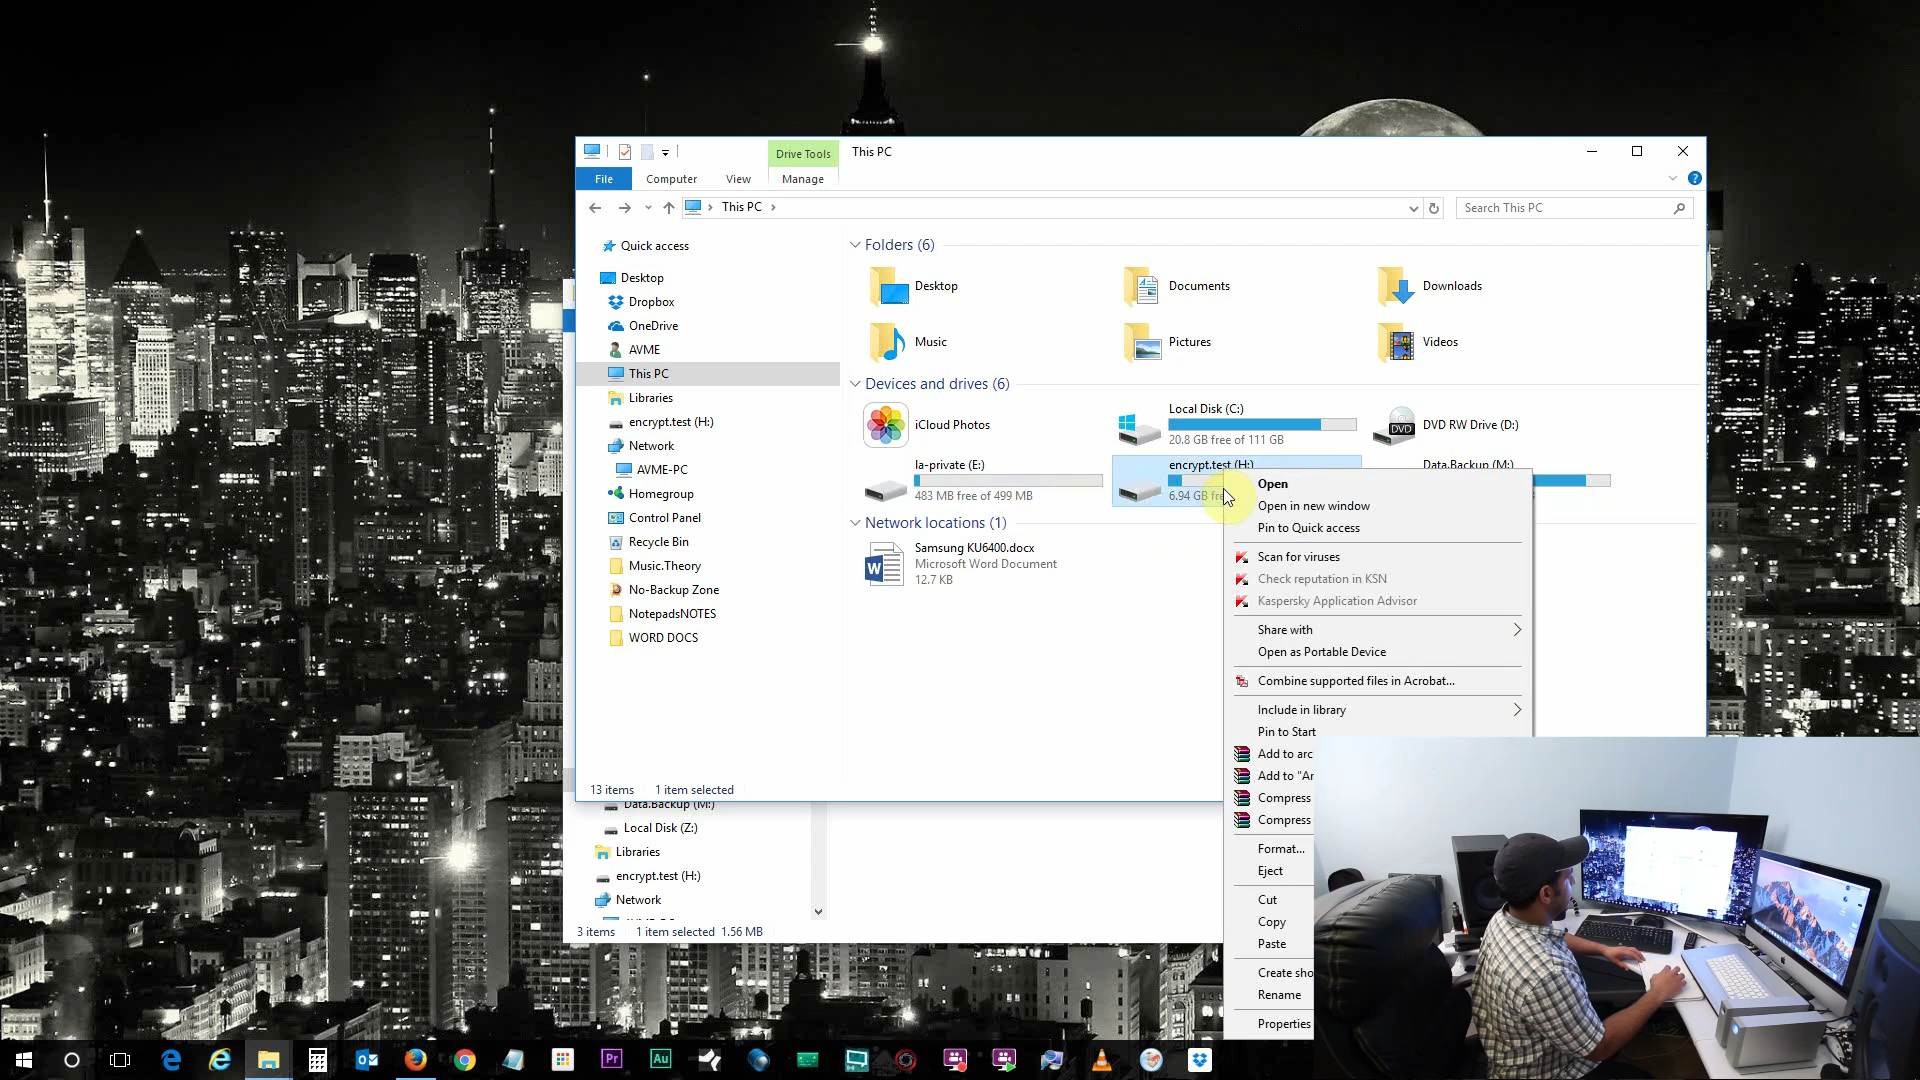 Drive Tools
This PC
File
Computer
View
Manage
This PC
Search This PC
Quick access
Desktop
Dropbox
OneDrive
AVME
This PC
Libraries
encrypt.test (H:)
Network
AVME-PC
Homegroup
Control Panel
Recycle Bin
Music.Theory
No-Backup Zone
NotepadsNOTES
WORD DOCS
Folders (6)
Desktop
Documents
Downloads
Music
Pictures
Videos
Devices and drives (6)
iCloud Photos
Local Disk (C:)
20.8 GB free of 111 GB
DVD
DVD RW Drive (D:)
la-private (E:)
483 MB free of 499 MB
encrypt.test (H:)
6.94 GB fre
Data.Backup (M:)
Network locations (1)
Samsung KU6400.docx
Microsoft Word Document
12.7 KB
Open
Open in new window
Pin to Quick access
Scan for viruses
Check reputation in KSN
Kaspersky Application Advisor
Share with
Open as Portable Device
Combine supported files in Acrobat...
Include in library
Pin to Start
Add to arc
Add to "Ar
Compress
Compress
Format...
Eject
Cut
Copy
Paste
Create sho
Rename
Properties
13 items
1 item selected
Data.Backup (M:)
Local Disk (Z:)
Libraries
encrypt.test (H:)
Network
3 items
1 item selected 1.56 MB
Pr
Au